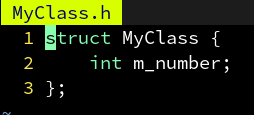 MyClass.h
1 struct MyClass {
2     int m_number;
3 };
~